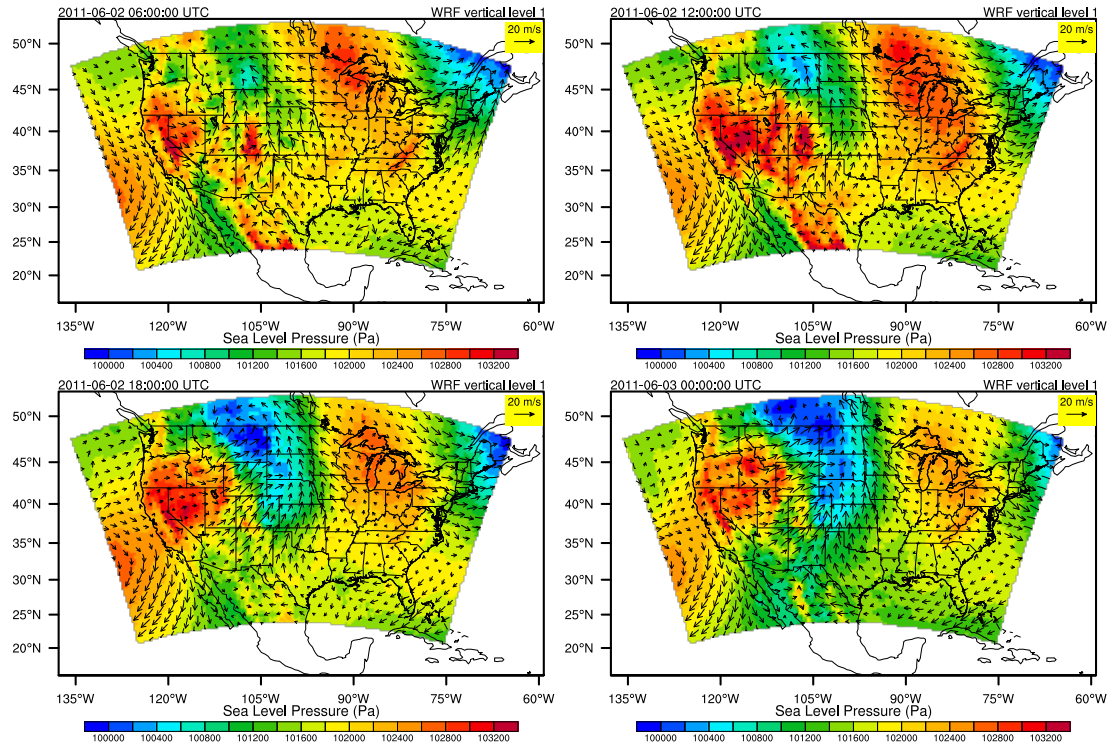 2011-06-02 06:00:00 UTC WRF vertical level 1
20 m/s
50°N
45°N
40°N
35°N
30°N
25°N
20°N
135°W 120°W 105°W 90°W 75°W 60°W
Sea Level Pressure (Pa)
100000 100400 100800 101200 101600 102000 102400 102800 103200
2011-06-02 12:00:00 UTC WRF vertical level 1
20 m/s
50°N
45°N
40°N
35°N
30°N
25°N
20°N
135°W 120°W 105°W 90°W 75°W 60°W
Sea Level Pressure (Pa)
100000 100400 100800 101200 101600 102000 102400 102800 103200
2011-06-02 18:00:00 UTC WRF vertical level 1
20 m/s
50°N
45°N
40°N
35°N
30°N
25°N
20°N
135°W 120°W 105°W 90°W 75°W 60°W
Sea Level Pressure (Pa)
100000 100400 100800 101200 101600 102000 102400 102800 103200
2011-06-03 00:00:00 UTC WRF vertical level 1
20 m/s
50°N
45°N
40°N
35°N
30°N
25°N
20°N
135°W 120°W 105°W 90°W 75°W 60°W
Sea Level Pressure (Pa)
100000 100400 100800 101200 101600 102000 102400 102800 103200